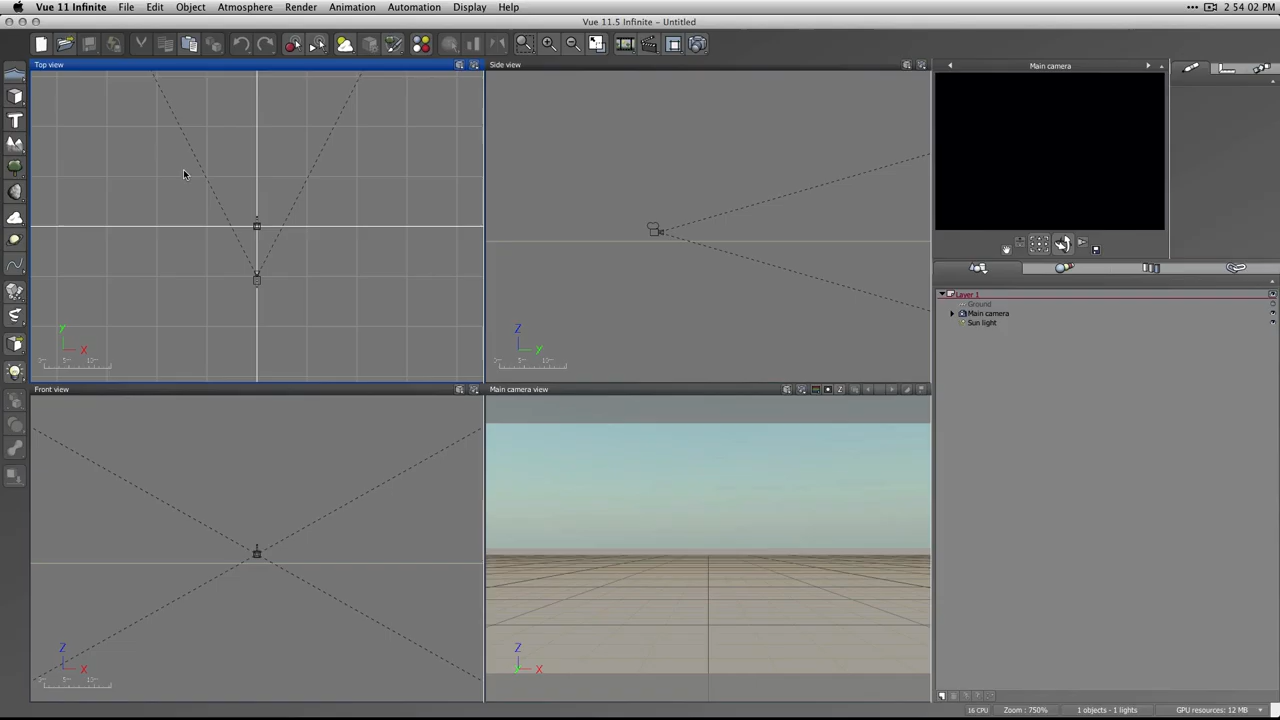 Vue 11 Infinite File Edit Object Atmosphere Render Animation Automation Display Help 2 54 02 PM
Vue 11.5 Infinite - Untitled
Top view
Side view
Main camera
Y
X
Z
Y
Layer 1
Ground
Main camera
Sun light
Front view
Main camera view
Z
X
Z
X
16 CPU Zoom : 750% 1 objects - 1 lights GPU resources: 12 MB